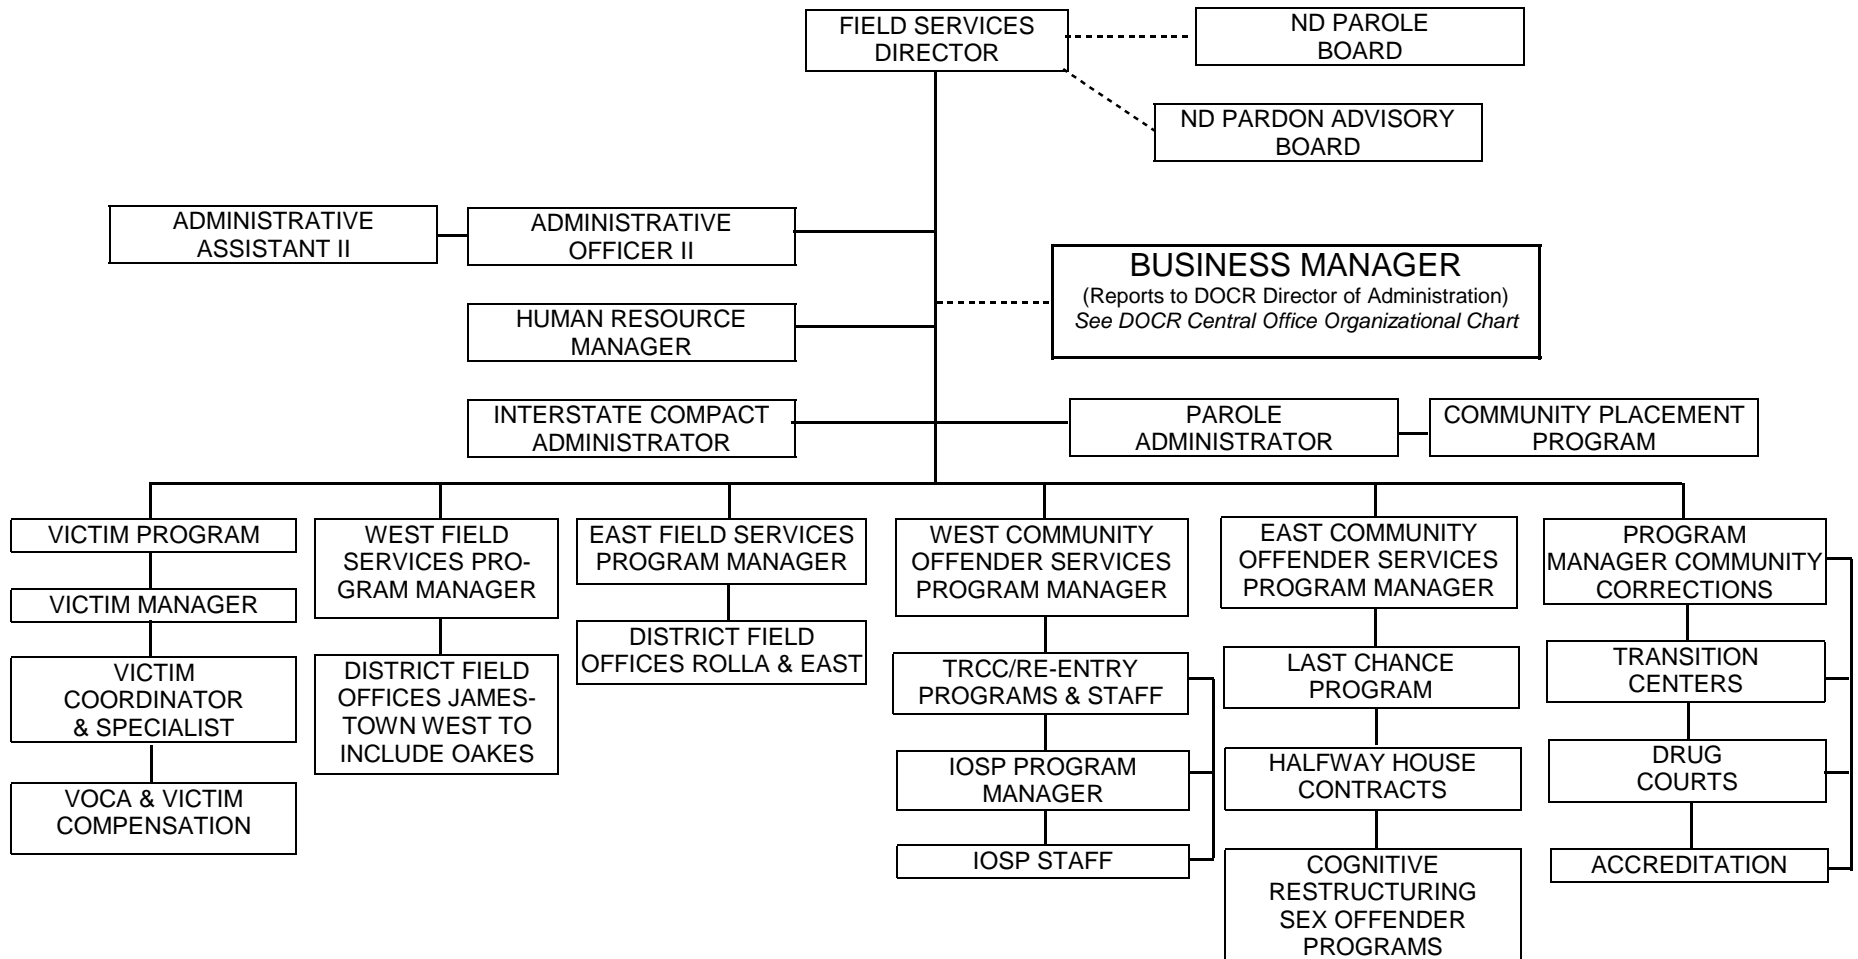 FIELD SERVICES
DIRECTOR
ND PAROLE
BOARD
ND PARDON ADVISORY
BOARD
ADMINISTRATIVE
ASSISTANT II
ADMINISTRATIVE
OFFICER II
BUSINESS MANAGER
(Reports to DOCR Director of Administration)
See DOCR Central Office Organizational Chart
HUMAN RESOURCE
MANAGER
INTERSTATE COMPACT
ADMINISTRATOR
PAROLE
ADMINISTRATOR
COMMUNITY PLACEMENT
PROGRAM
VICTIM PROGRAM
VICTIM MANAGER
VICTIM
COORDINATOR
& SPECIALIST
VOCA & VICTIM
COMPENSATION
WEST FIELD
SERVICES PRO-
GRAM MANAGER
DISTRICT FIELD
OFFICES JAMES-
TOWN WEST TO
INCLUDE OAKES
EAST FIELD SERVICES
PROGRAM MANAGER
DISTRICT FIELD
OFFICES ROLLA & EAST
WEST COMMUNITY
OFFENDER SERVICES
PROGRAM MANAGER
TRCC/RE-ENTRY
PROGRAMS & STAFF
IOSP PROGRAM
MANAGER
IOSP STAFF
EAST COMMUNITY
OFFENDER SERVICES
PROGRAM MANAGER
LAST CHANCE
PROGRAM
HALFWAY HOUSE
CONTRACTS
COGNITIVE
RESTRUCTURING
SEX OFFENDER
PROGRAMS
PROGRAM
MANAGER COMMUNITY
CORRECTIONS
TRANSITION
CENTERS
DRUG
COURTS
ACCREDITATION